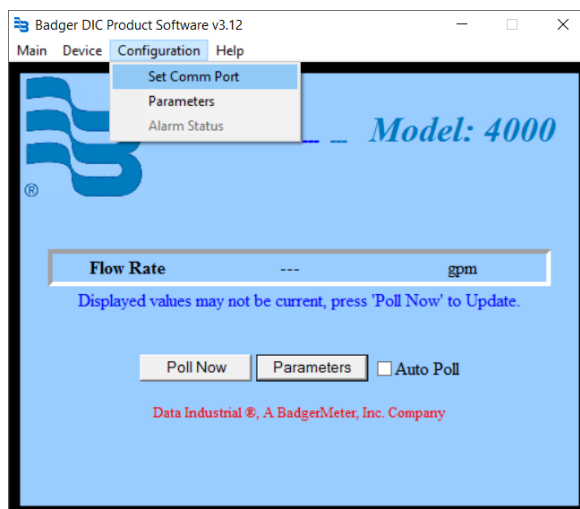 Badger DIC Product Software v3.12
Main Device Configuration Help
Set Comm Port
Parameters
Alarm Status
Model: 4000
®
Flow Rate --- gpm
Displayed values may not be current, press 'Poll Now' to Update.
Poll Now Parameters Auto Poll
Data Industrial ®, A BadgerMeter, Inc. Company